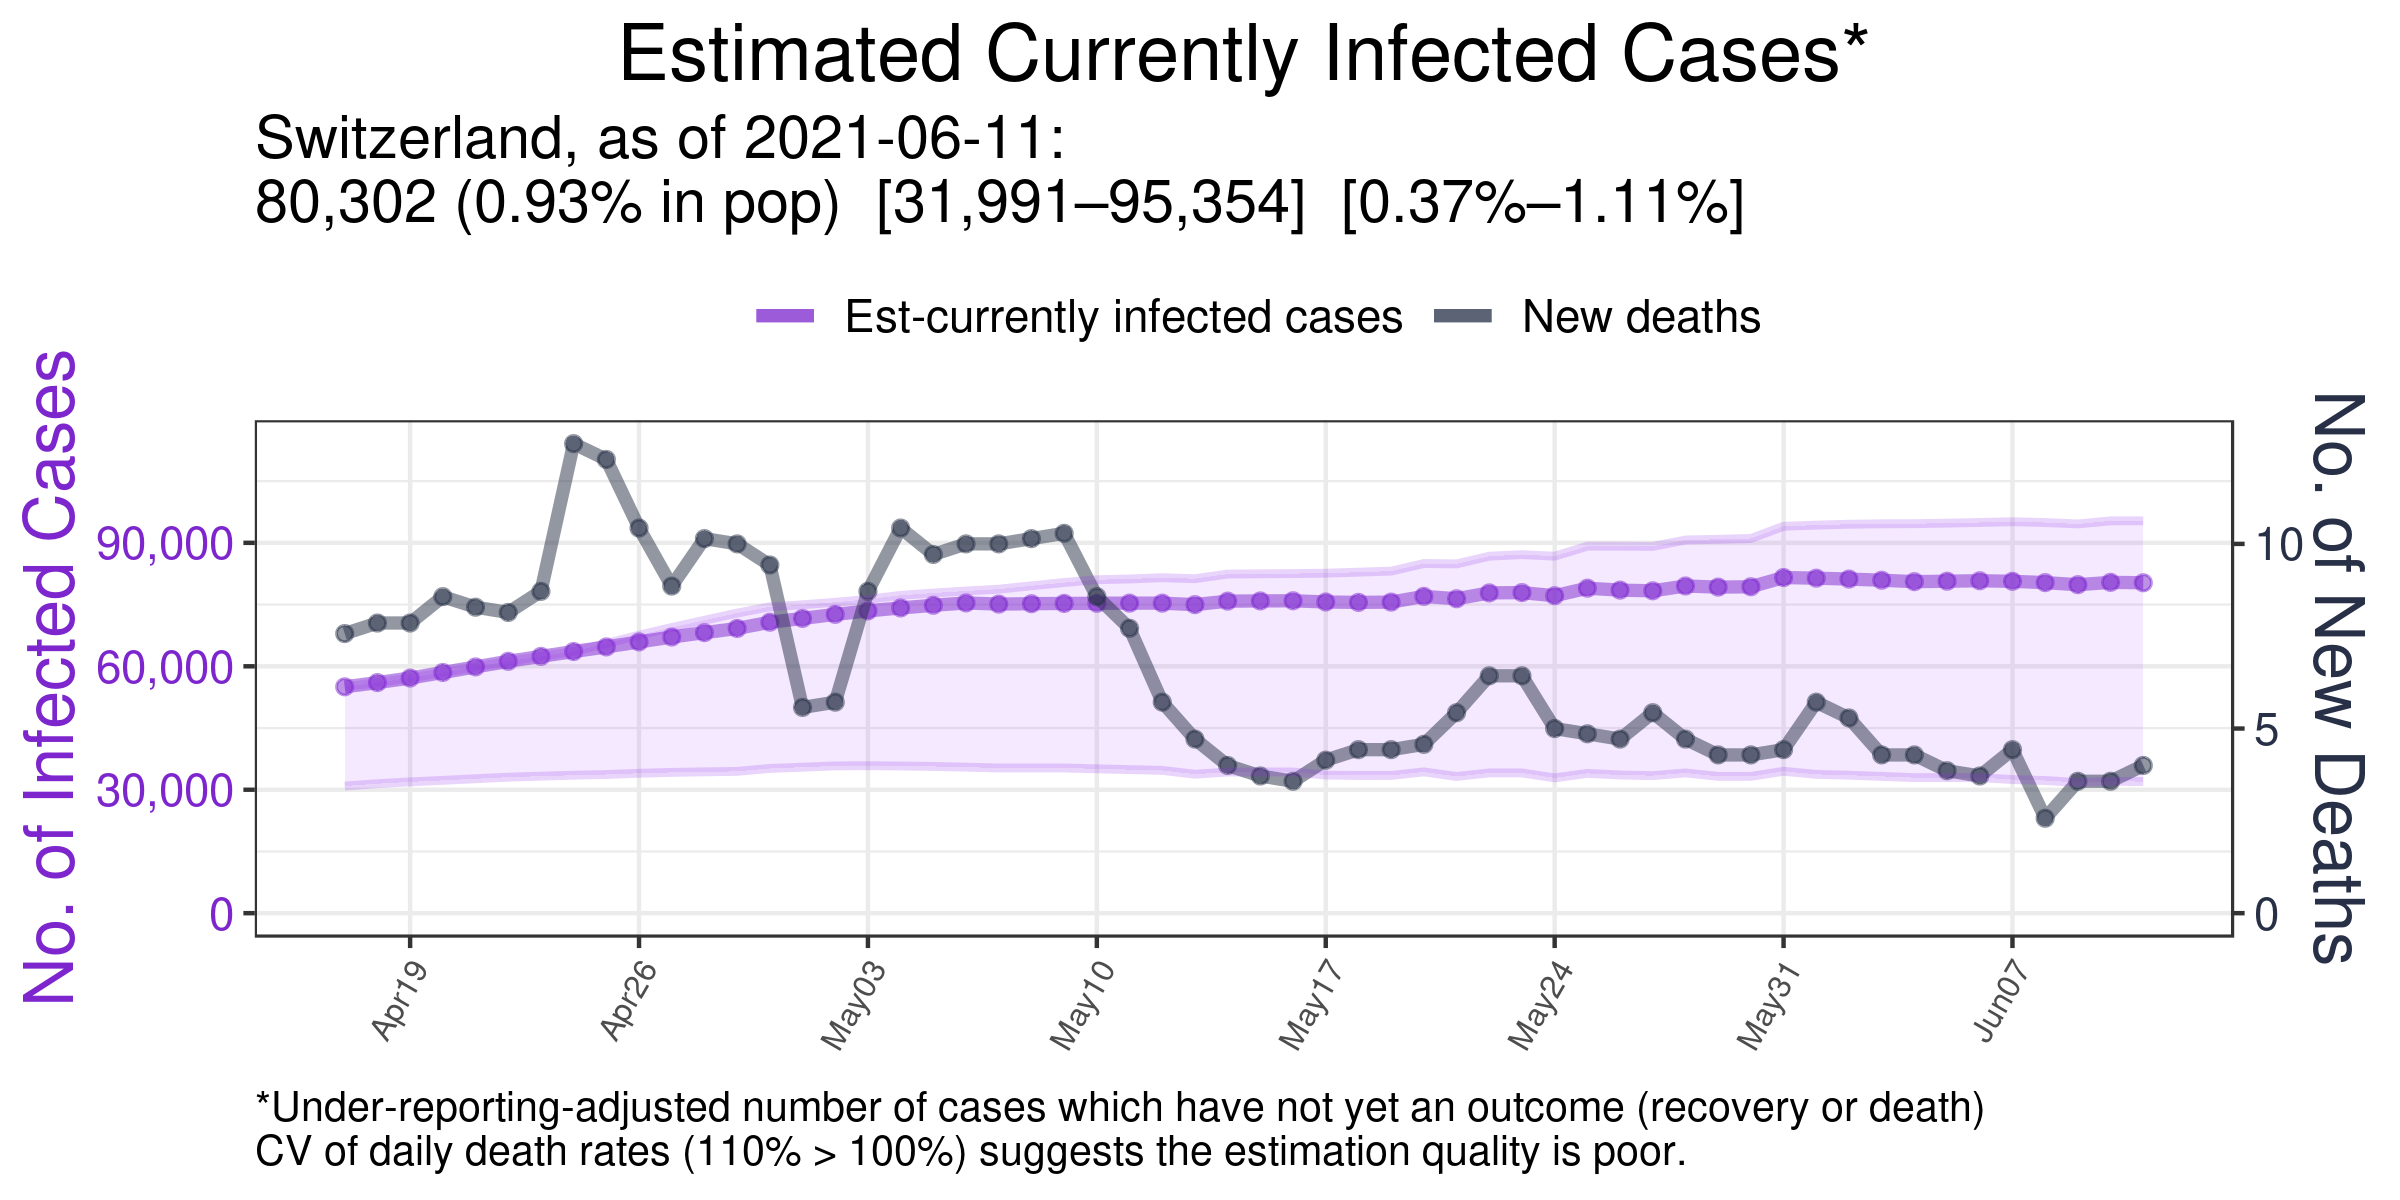 Estimated Currently Infected Cases*
Switzerland, as of 2021-06-11:
80,302 (0.93% in pop)  [31,991–95,354]  [0.37%–1.11%]
Est-currently infected cases
New deaths
No. of Infected Cases
90,000
60,000
30,000
0
No. of New Deaths
10
5
0
Apr19
Apr26
May03
May10
May17
May24
May31
Jun07
*Under-reporting-adjusted number of cases which have not yet an outcome (recovery or death)
CV of daily death rates (110% > 100%) suggests the estimation quality is poor.